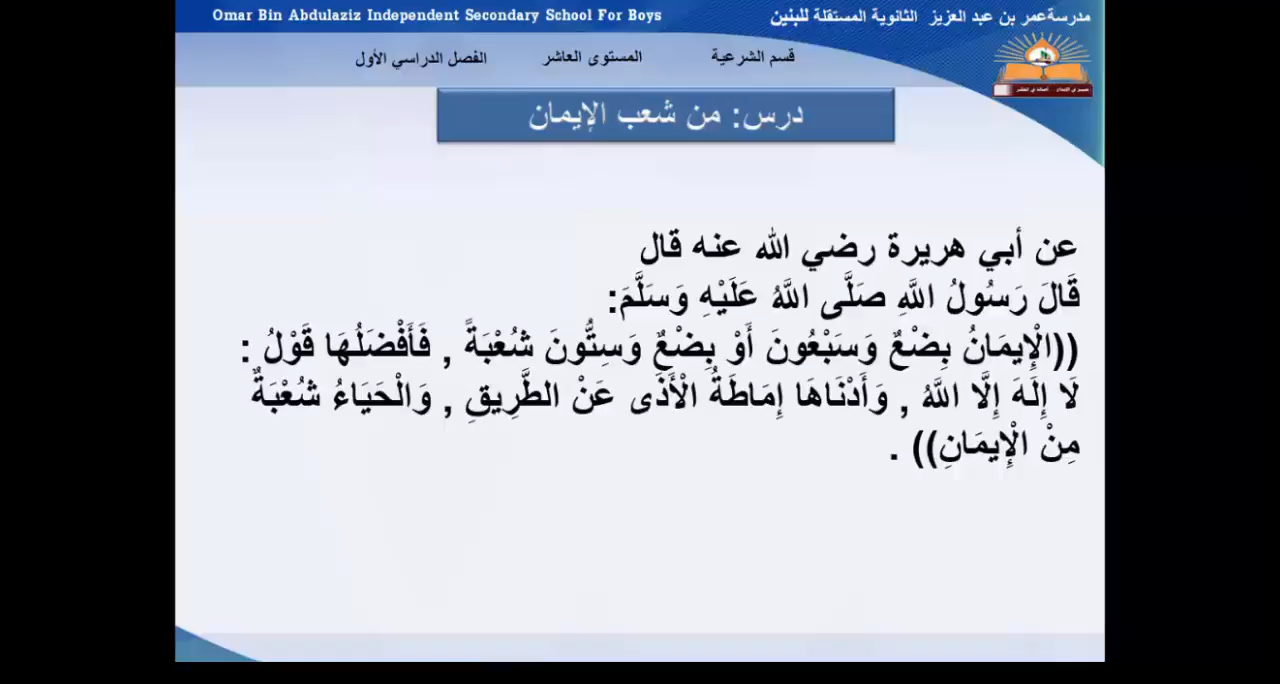 Omar Bin Abdulaziz Independent Secondary School For Boys
مدرسةعمر بن عبد العزيز الثانوية المستقلة للبنين
قسم الشرعية المستوى العاشر الفصل الدراسي الأول
درس: من شعب الإيمان
عن أبي هريرة رضي الله عنه قال
قَالَ رَسُولُ اللَّهِ صَلَّى اللَّهُ عَلَيْهِ وَسَلَّمَ:
((الْإِيمَانُ بِضْعٌ وَسَبْعُونَ أَوْ بِضْعٌ وَسِتُّونَ شُعْبَةً , فَأَفْضَلُهَا قَوْلُ :
لَا إِلَهَ إِلَّا اللَّهُ , وَأَدْنَاهَا إِمَاطَةُ الْأَذَى عَنْ الطَّرِيقِ , وَالْحَيَاءُ شُعْبَةٌ
مِنْ الْإِيمَانِ)) .